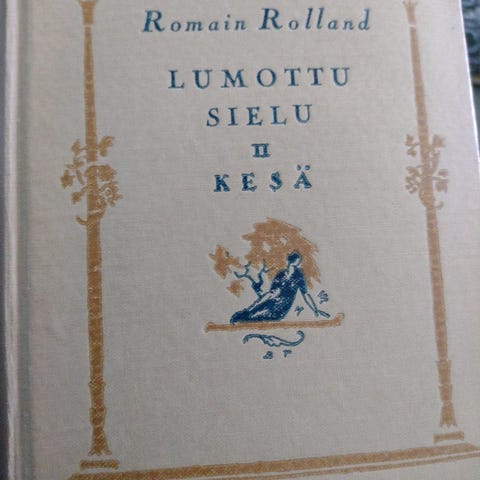 Romain Rolland
LUMOTTU
SIELU
II
KESÄ